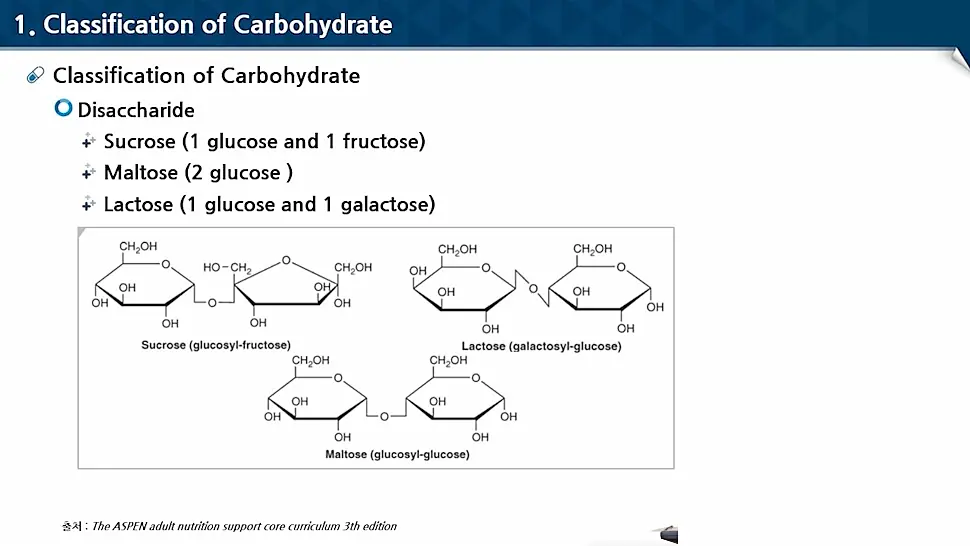 1. Classification of Carbohydrate
Classification of Carbohydrate
Disaccharide
Sucrose (1 glucose and 1 fructose)
Maltose (2 glucose )
Lactose (1 glucose and 1 galactose)
CH₂OH
O
OH
OH
OH
O
HO-CH₂
O
CH₂OH
OH
OH
OH
Sucrose (glucosyl-fructose)
CH₂OH
OH
O
OH
OH
O
CH₂OH
O
OH
OH
OH
Lactose (galactosyl-glucose)
CH₂OH
O
OH
OH
OH
O
CH₂OH
O
OH
OH
OH
Maltose (glucosyl-glucose)
출처 : The ASPEN adult nutrition support core curriculum 3th edition